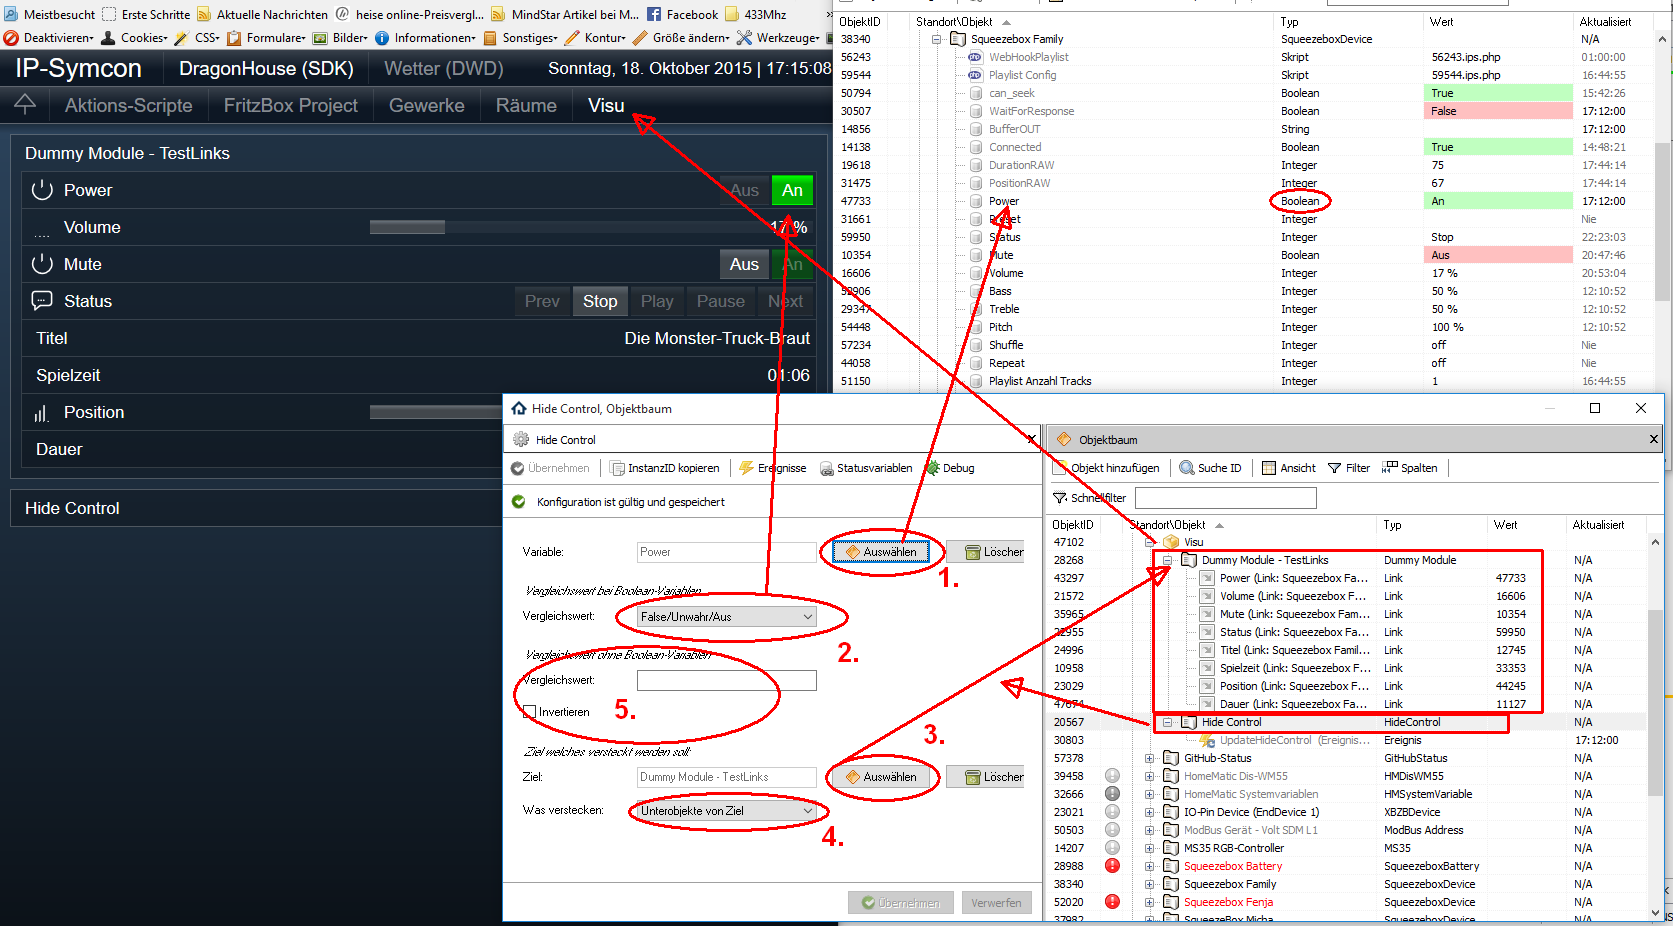 Meistbesucht Erste Schritte Aktuelle Nachrichten heise online-Preisvergl... MindStar Artikel bei M... Facebook 433Mhz »
Deaktivieren Cookies CSS Formulare Bilder Informationen Sonstiges Kontur Größe ändern Werkzeuge
IP-Symcon DragonHouse (SDK) Wetter (DWD) Sonntag, 18. Oktober 2015 | 17:15:08
Aktions-Scripte FritzBox Project Gewerke Räume Visu
Dummy Module - TestLinks
Power Aus An
Volume 17 %
Mute Aus An
Status Prev Stop Play Pause Next
Titel Die Monster-Truck-Braut
Spielzeit 01:06
Position
Dauer
Hide Control
ObjektID Standort\Objekt Typ Wert Aktualisiert
38340 Squeezebox Family SqueezeboxDevice N/A
56243 WebHookPlaylist Skript 56243.ips.php 01:00:00
59544 Playlist Config Skript 59544.ips.php 16:44:55
50794 can_seek Boolean True 15:42:26
30507 WaitForResponse Boolean False 17:12:00
14856 BufferOUT String 17:12:00
14138 Connected Boolean True 14:48:21
19618 DurationRAW Integer 75 17:44:14
31475 PositionRAW Integer 67 17:44:14
47733 Power Boolean An 17:12:00
31661 Preset Integer Nie
59950 Status Integer Stop 22:23:03
10354 Mute Boolean Aus 20:47:46
16606 Volume Integer 17 % 20:53:04
52906 Bass Integer 50 % 12:10:52
29347 Treble Integer 50 % 12:10:52
54448 Pitch Integer 100 % 12:10:52
57234 Shuffle Integer off Nie
44058 Repeat Integer off Nie
51150 Playlist Anzahl Tracks Integer 1 16:44:55
Hide Control, Objektbaum
Hide Control
Übernehmen InstanzID kopieren Ereignisse Statusvariablen Debug
Konfiguration ist gültig und gespeichert
Variable: Power Auswählen Löschen
1.
Vergleichswert bei Boolean-Variablen
Vergleichswert: False/Unwahr/Aus
2.
Vergleichswert ohne Boolean-Variablen
Vergleichswert:
Invertieren
5.
3.
Ziel welches versteckt werden soll:
Ziel: Dummy Module - TestLinks Auswählen Löschen
Was verstecken: Unterobjekte von Ziel
4.
Übernehmen Verwerfen
Objektbaum
Objekt hinzufügen Suche ID Ansicht Filter Spalten
Schnellfilter
ObjektID Standort\Objekt Typ Wert Aktualisiert
47102 Visu
28268 Dummy Module - TestLinks Dummy Module N/A
43297 Power (Link: Squeezebox Fa... Link 47733 N/A
21572 Volume (Link: Squeezebox F... Link 16606 N/A
35965 Mute (Link: Squeezebox Fam... Link 10354 N/A
Status (Link: Squeezebox Fa... Link 59950 N/A
24996 Titel (Link: Squeezebox Famil... Link 12745 N/A
10958 Spielzeit (Link: Squeezebox F... Link 33353 N/A
23029 Position (Link: Squeezebox F... Link 44245 N/A
47674 Dauer (Link: Squeezebox Fa... Link 11127 N/A
20567 Hide Control HideControl N/A
30803 UpdateHideControl (Ereignis... Ereignis 17:12:00
57378 GitHub-Status GitHubStatus N/A
39458 HomeMatic Dis-WM55 HMDisWM55 N/A
32666 HomeMatic Systemvariablen HMSystemVariable N/A
23021 IO-Pin Device (EndDevice 1) XBZBDevice N/A
50503 ModBus Gerät - Volt SDM L1 ModBus Address N/A
14207 MS35 RGB-Controller MS35 N/A
28988 Squeezebox Battery SqueezeboxBattery N/A
38340 Squeezebox Family SqueezeboxDevice N/A
52020 Squeezebox Fenja SqueezeboxDevice N/A
37982 SqueezeBox Micha SqueezeboxDevice N/A